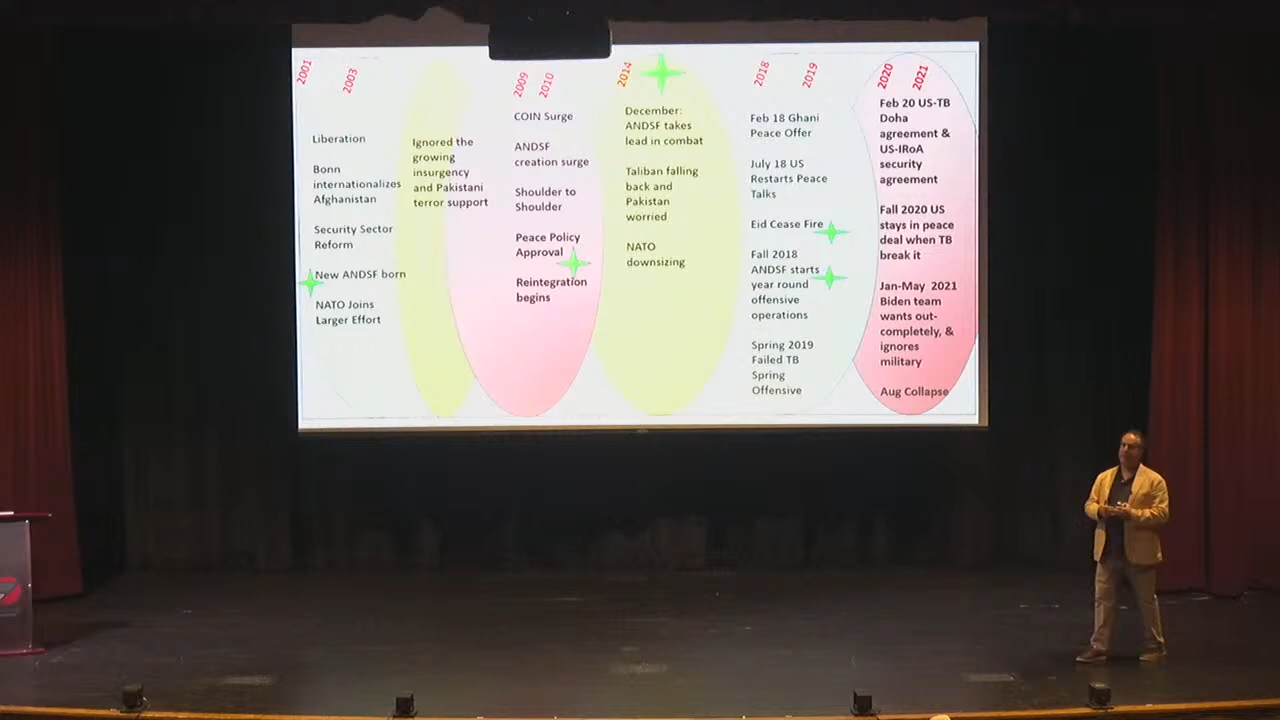 2001
2003
Liberation
Bonn
internationalizes
Afghanistan
Security Sector
Reform
New ANDSF born
NATO Joins
Larger Effort
Ignored the
growing
insurgency
and Pakistani
terror support
2009
2010
COIN Surge
ANDSF
creation surge
Shoulder to
Shoulder
Peace Policy
Approval
Reintegration
begins
2014
December:
ANDSF takes
lead in combat
Taliban falling
back and
Pakistan
worried
NATO
downsizing
2018
2019
Feb 18 Ghani
Peace Offer
July 18 US
Restarts Peace
Talks
Eid Cease Fire
Fall 2018
ANDSF starts
year round
offensive
operations
Spring 2019
Failed TB
Spring
Offensive
2020
2021
Feb 20 US-TB
Doha
agreement &
US-IRoA
security
agreement
Fall 2020 US
stays in peace
deal when TB
break it
Jan-May 2021
Biden team
wants out-
completely, &
ignores
military
Aug Collapse